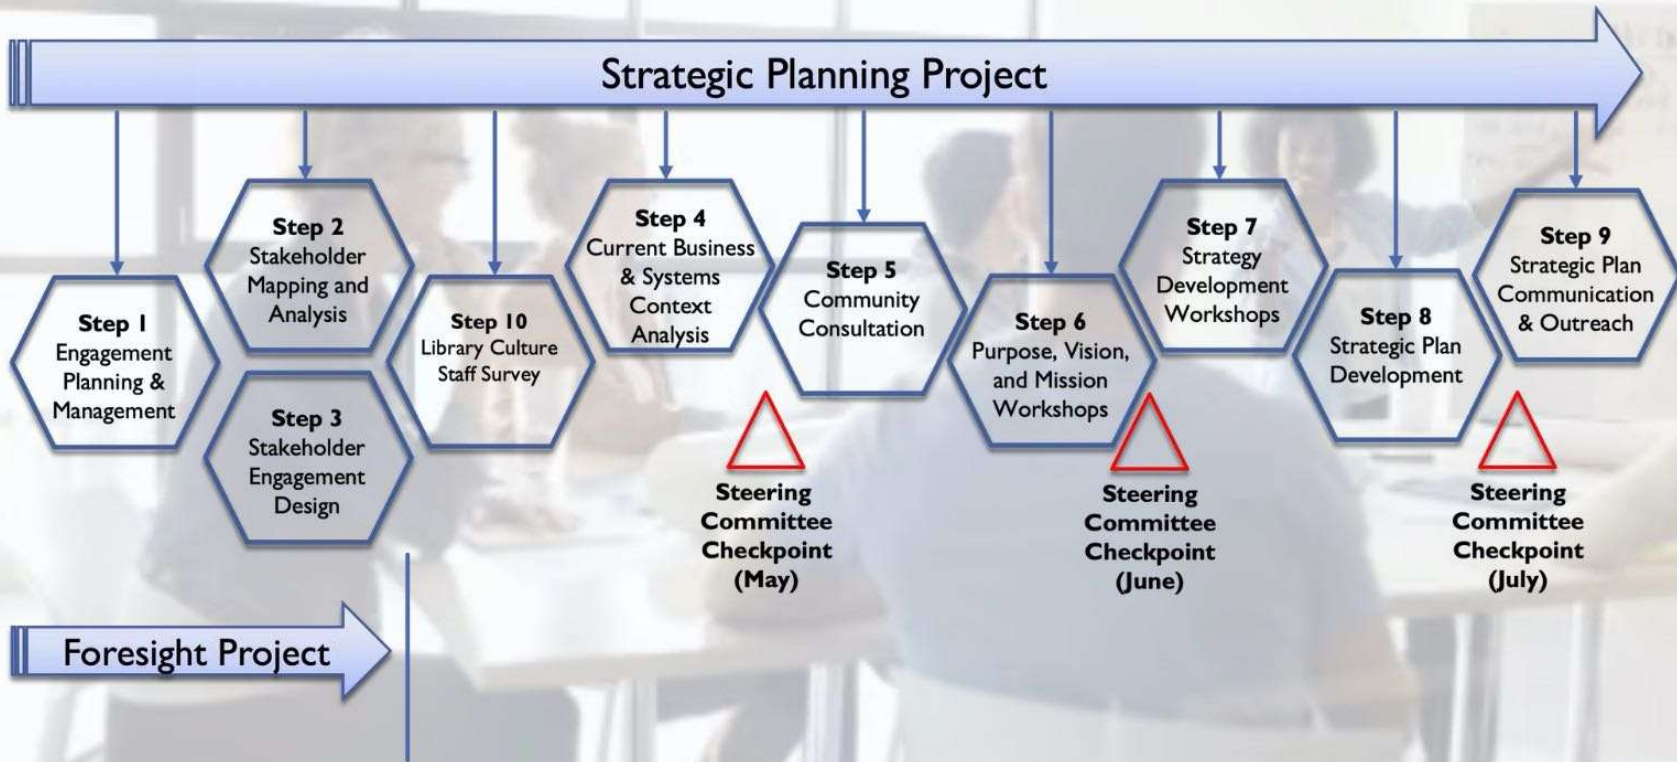 Strategic Planning Project
Step 1
Engagement
Planning &
Management
Step 2
Stakeholder
Mapping and
Analysis
Step 3
Stakeholder
Engagement
Design
Step 10
Library Culture
Staff Survey
Step 4
Current Business
& Systems
Context
Analysis
Step 5
Community
Consultation
Step 6
Purpose, Vision,
and Mission
Workshops
Step 7
Strategy
Development
Workshops
Step 8
Strategic Plan
Development
Step 9
Strategic Plan
Communication
& Outreach
Steering
Committee
Checkpoint
(May)
Steering
Committee
Checkpoint
(June)
Steering
Committee
Checkpoint
(July)
Foresight Project